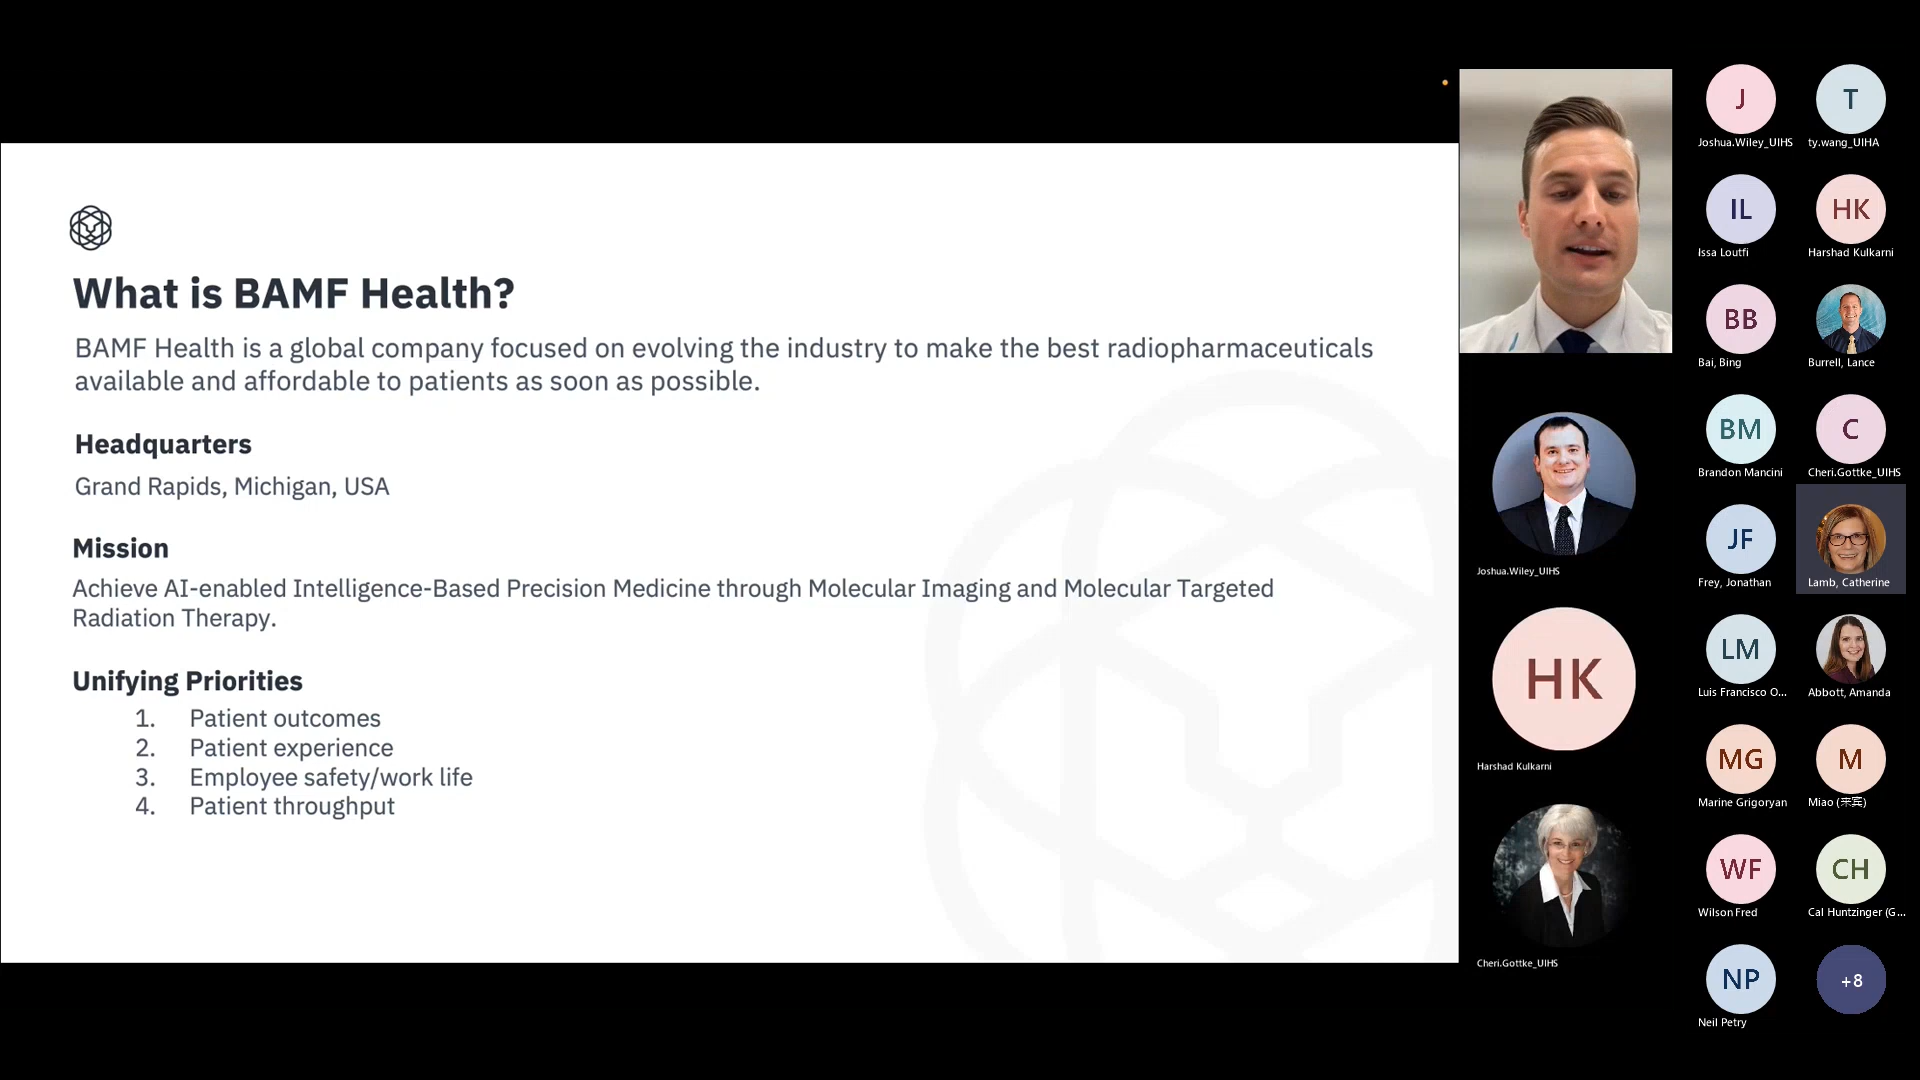 What is BAMF Health?
BAMF Health is a global company focused on evolving the industry to make the best radiopharmaceuticals
available and affordable to patients as soon as possible.
Headquarters
Grand Rapids, Michigan, USA
Mission
Achieve AI-enabled Intelligence-Based Precision Medicine through Molecular Imaging and Molecular Targeted
Radiation Therapy.
Unifying Priorities
1. Patient outcomes
2. Patient experience
3. Employee safety/work life
4. Patient throughput
Joshua.Wiley_UIHS
HK
Harshad Kulkarni
Cheri.Gottke_UIHS
J
T
Joshua.Wiley_UIHS
ty.wang_UIHA
IL
HK
Issa Loutfi
Harshad Kulkarni
BB
Bai, Bing
Burrell, Lance
BM
C
Brandon Mancini
Cheri.Gottke_UIHS
JF
Frey, Jonathan
Lamb, Catherine
LM
Luis Francisco O...
Abbott, Amanda
MG
M
Marine Grigoryan
Miao (来宾)
WF
CH
Wilson Fred
Cal Huntzinger (G...
NP
+8
Neil Petry